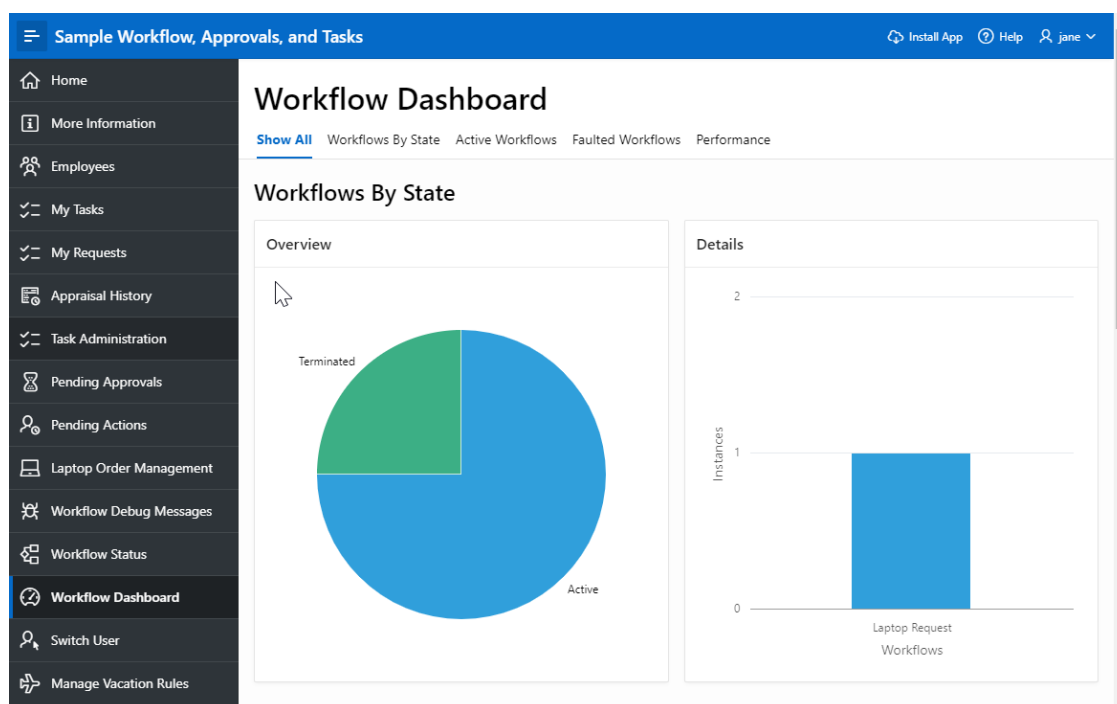 Sample Workflow, Approvals, and Tasks
Install App
Help
jane
Home
More Information
Employees
My Tasks
My Requests
Appraisal History
Task Administration
Pending Approvals
Pending Actions
Laptop Order Management
Workflow Debug Messages
Workflow Status
Workflow Dashboard
Switch User
Manage Vacation Rules
Workflow Dashboard
Show All
Workflows By State
Active Workflows
Faulted Workflows
Performance
Workflows By State
Overview
Terminated
Active
Details
2
1
0
Instances
Laptop Request
Workflows